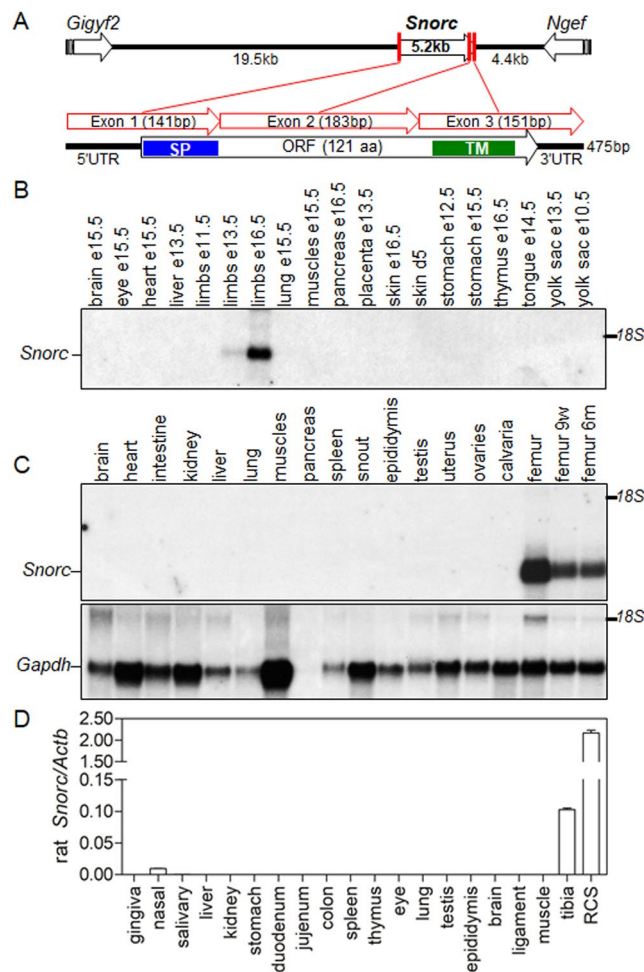 A
Gigyf2
Snorc
Ngef
5.2kb
19.5kb
4.4kb
Exon 1 (141bp)
Exon 2 (183bp)
Exon 3 (151bp)
SP
ORF (121 aa)
TM
475bp
5'UTR
3'UTR
B
brain e15.5
eye e15.5
heart e15.5
liver e13.5
limbs e11.5
limbs e13.5
limbs e16.5
lung e15.5
muscles e15.5
pancreas e16.5
placenta e13.5
skin e16.5
skin d5
stomach e12.5
stomach e15.5
thymus e16.5
tongue e14.5
yolk sac e13.5
yolk sac e10.5
18S
Snorc
C
brain
heart
intestine
kidney
liver
lung
muscles
pancreas
spleen
snout
epididymis
testis
uterus
ovaries
calvaria
femur
femur 9w
femur 6m
18S
Snorc
18S
Gapdh
D
rat Snorc/Actb
2.50
2.00
1.50
0.10
0.05
0.00
gingiva
nasal
salivary
liver
kidney
stomach
duodenum
jujenum
colon
spleen
thymus
eye
lung
testis
epididymis
brain
ligament
muscle
tibia
RCS